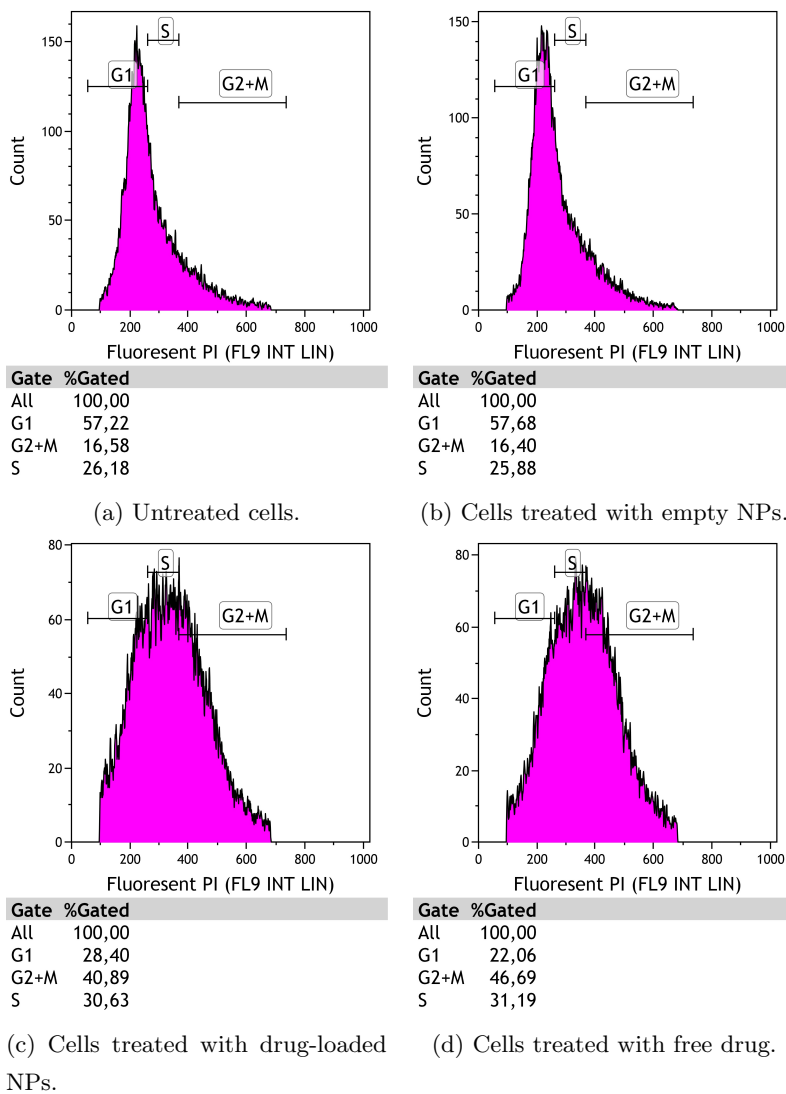 S
G1
G2+M
Count
150
100
50
0
0 200 400 600 800 1000
Fluoresent PI (FL9 INT LIN)
Gate %Gated
All 100,00
G1 57,22
G2+M 16,58
S 26,18
(a) Untreated cells.
S
G1
G2+M
Count
150
100
50
0
0 200 400 600 800 1000
Fluoresent PI (FL9 INT LIN)
Gate %Gated
All 100,00
G1 57,68
G2+M 16,40
S 25,88
(b) Cells treated with empty NPs.
S
G1
G2+M
Count
80
60
40
20
0
0 200 400 600 800 1000
Fluoresent PI (FL9 INT LIN)
Gate %Gated
All 100,00
G1 28,40
G2+M 40,89
S 30,63
(c) Cells treated with drug-loaded
NPs.
S
G1
G2+M
Count
80
60
40
20
0
0 200 400 600 800 1000
Fluoresent PI (FL9 INT LIN)
Gate %Gated
All 100,00
G1 22,06
G2+M 46,69
S 31,19
(d) Cells treated with free drug.